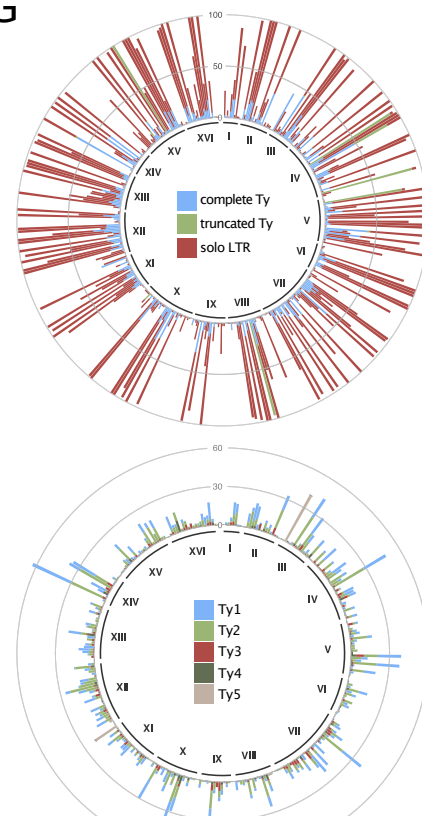 G
100
50
0
I
II
III
IV
V
VI
VII
VIII
IX
X
XI
XII
XIII
XIV
XV
XVI
complete Ty
truncated Ty
solo LTR
60
30
0
I
II
III
IV
V
VI
VII
VIII
IX
X
XI
XII
XIII
XIV
XV
XVI
Ty1
Ty2
Ty3
Ty4
Ty5